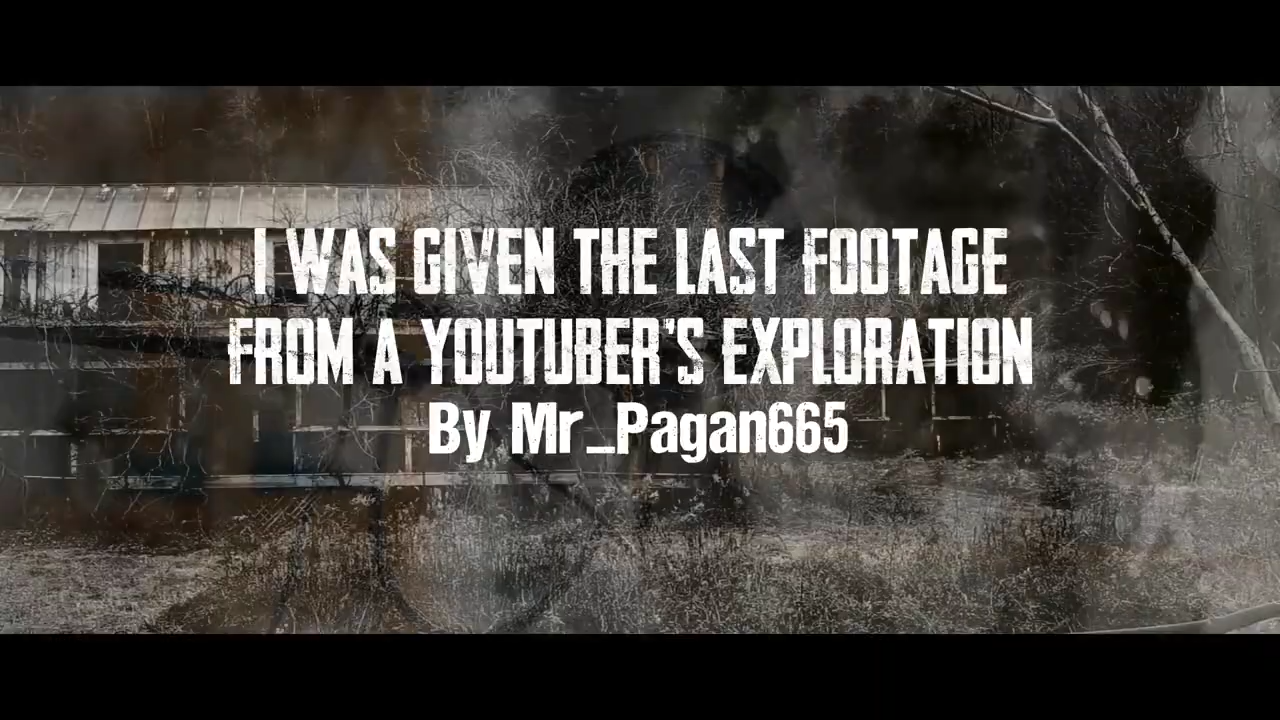 I WAS GIVEN THE LAST FOOTAGE
FROM A YOUTUBER'S EXPLORATION
By Mr_Pagan665